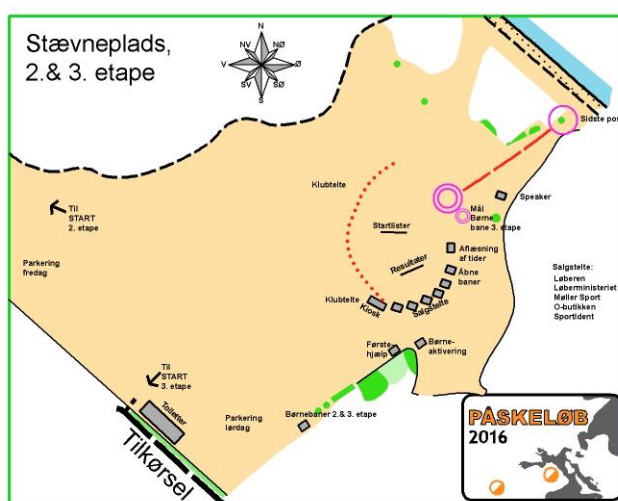 Stævneplads,
2.& 3. etape
N
NV
NØ
V
Ø
SV
SØ
S
Sidste pos
Klubtelte
Speaker
Mål
Børne
bane 3. etape
Til
START
2. etape
Startlister
Aflæsning
af tider
Parkering
fredag
Resultater
Åbne
baner
Salgstelte:
Løberen
Løberministeriet
Møller Sport
O-butikken
Sportident
Klubtelte
Kiosk
Salgstelte
Første-
hjælp
Børne-
aktivering
Til
START
3. etape
Toiletter
Parkering
lørdag
Børnebaner 2.& 3. etape
Tilkørsel
PÅSKELØB
2016